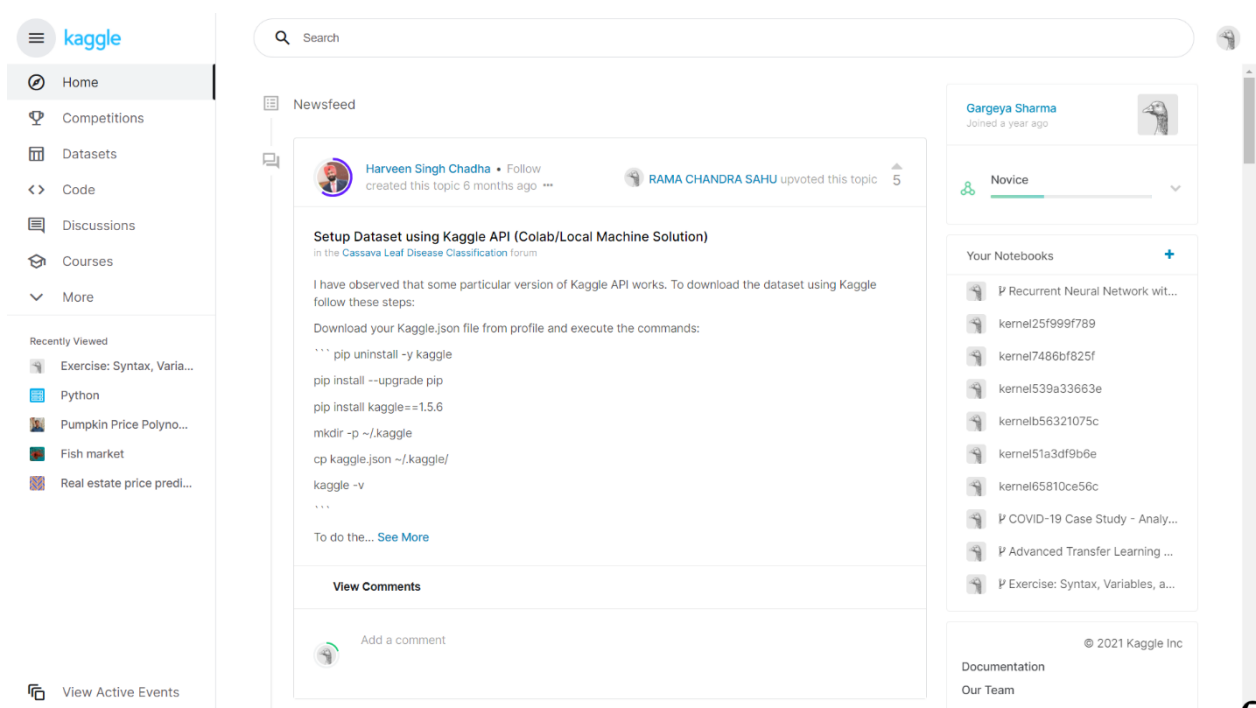 kaggle
Search
Home
Competitions
Datasets
Code
Discussions
Courses
More
Recently Viewed
Exercise: Syntax, Varia...
Python
Pumpkin Price Polyno...
Fish market
Real estate price predi...
View Active Events
Newsfeed
Harveen Singh Chadha • Follow
created this topic 6 months ago •••
RAMA CHANDRA SAHU upvoted this topic
5
Setup Dataset using Kaggle API (Colab/Local Machine Solution)
in the Cassava Leaf Disease Classification forum
I have observed that some particular version of Kaggle API works. To download the dataset using Kaggle
follow these steps:
Download your Kaggle.json file from profile and execute the commands:
``` pip uninstall -y kaggle
pip install --upgrade pip
pip install kaggle==1.5.6
mkdir -p ~/.kaggle
cp kaggle.json ~/.kaggle/
kaggle -v
```
To do the... See More
View Comments
Add a comment
Gargeya Sharma
Joined a year ago
Novice
Your Notebooks
Recurrent Neural Network wit...
kernel25f999f789
kernel7486bf825f
kernel539a33663e
kernelb56321075c
kernel51a3df9b6e
kernel65810ce56c
COVID-19 Case Study - Analy...
Advanced Transfer Learning ...
Exercise: Syntax, Variables, a...
© 2021 Kaggle Inc
Documentation
Our Team